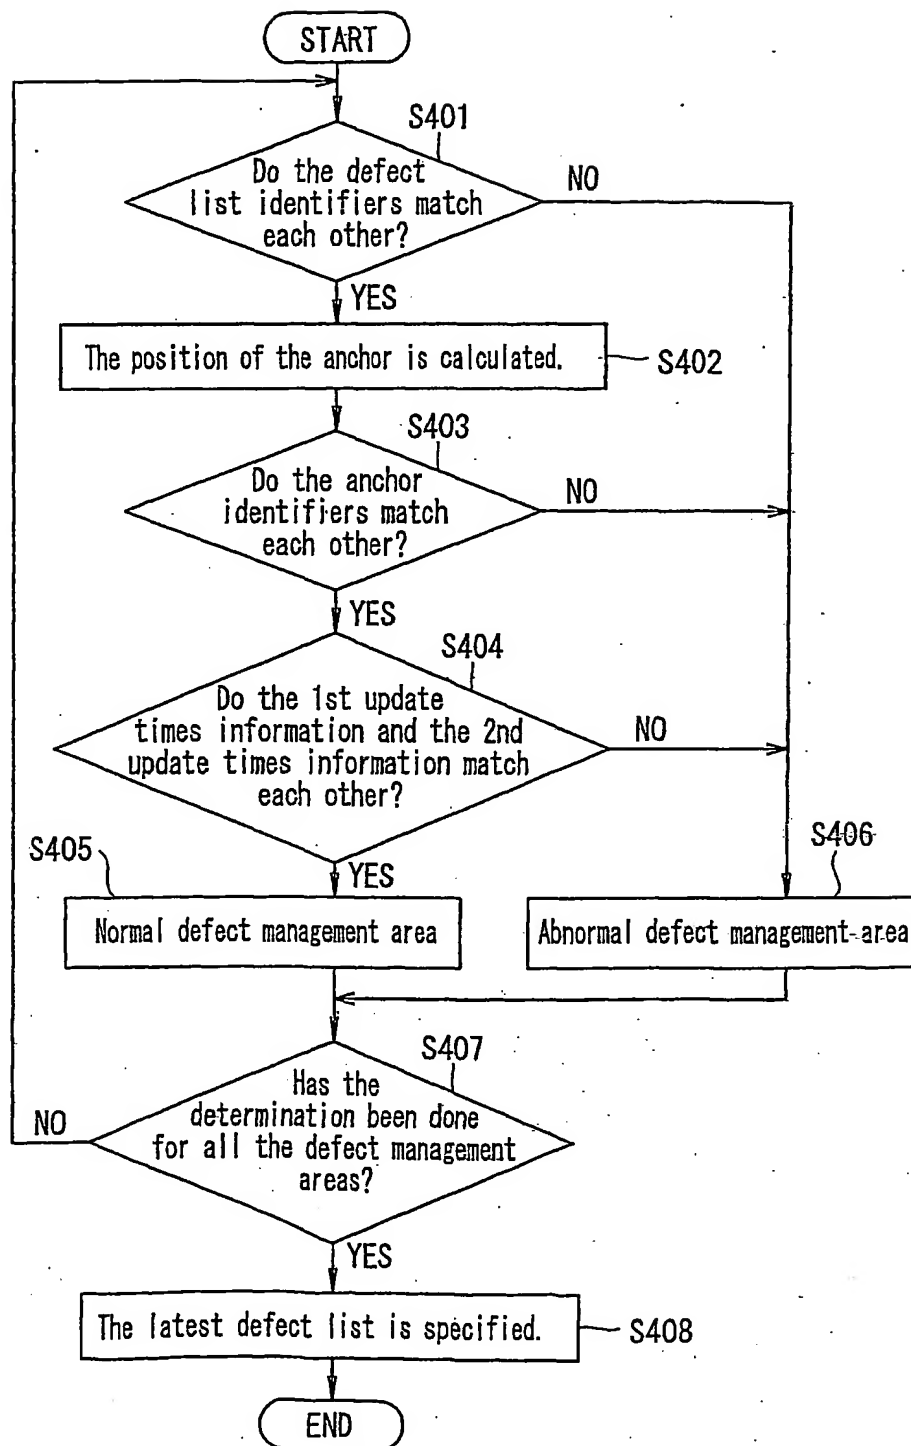 START
S401
Do the defect
list identifiers match
each other?
NO
YES
The position of the anchor is calculated.
S402
S403
Do the anchor
identifiers match
each other?
NO
YES
S404
Do the 1st update
times information and the 2nd
update times information match
each other?
NO
S405
YES
S406
Normal defect management area
Abnormal defect management area
S407
Has the
determination been done
for all the defect management
areas?
NO
YES
The latest defect list is specified.
S408
END